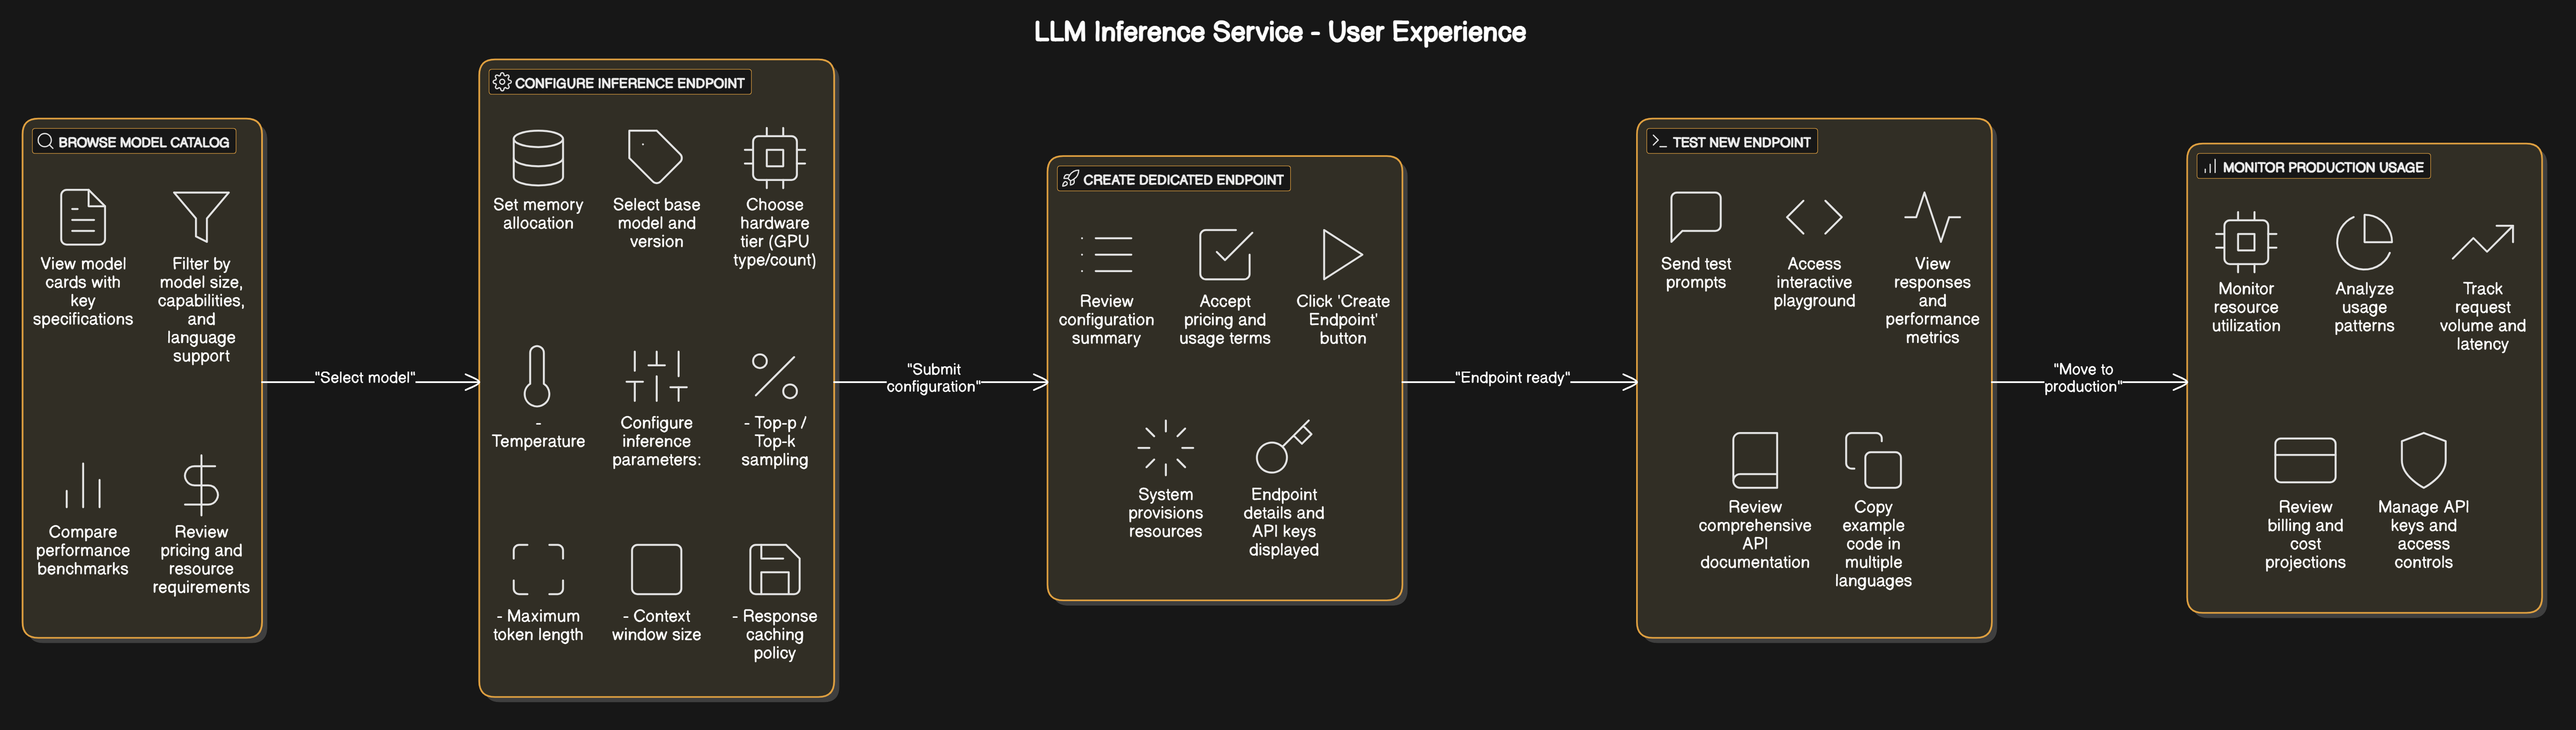 LLM Inference Service - User Experience
BROWSE MODEL CATALOG
View model
cards with
key
specifications
Filter by
model size,
capabilities,
and
language
support
Compare
performance
benchmarks
Review
pricing and
resource
requirements
"Select model"
CONFIGURE INFERENCE ENDPOINT
Set memory
allocation
Select base
model and
version
Choose
hardware
tier (GPU
type/count)
-
Temperature
Configure
inference
parameters:
- Top-p /
Top-k
sampling
- Maximum
token length
- Context
window size
- Response
caching
policy
"Submit
configuration"
CREATE DEDICATED ENDPOINT
Review
configuration
summary
Accept
pricing and
usage terms
Click 'Create
Endpoint'
button
System
provisions
resources
Endpoint
details and
API keys
displayed
"Endpoint ready"
TEST NEW ENDPOINT
Send test
prompts
Access
interactive
playground
View
responses
and
performance
metrics
Review
comprehensive
API
documentation
Copy
example
code in
multiple
languages
"Move to
production"
MONITOR PRODUCTION USAGE
Monitor
resource
utilization
Analyze
usage
patterns
Track
request
volume and
latency
Review
billing and
cost
projections
Manage API
keys and
access
controls